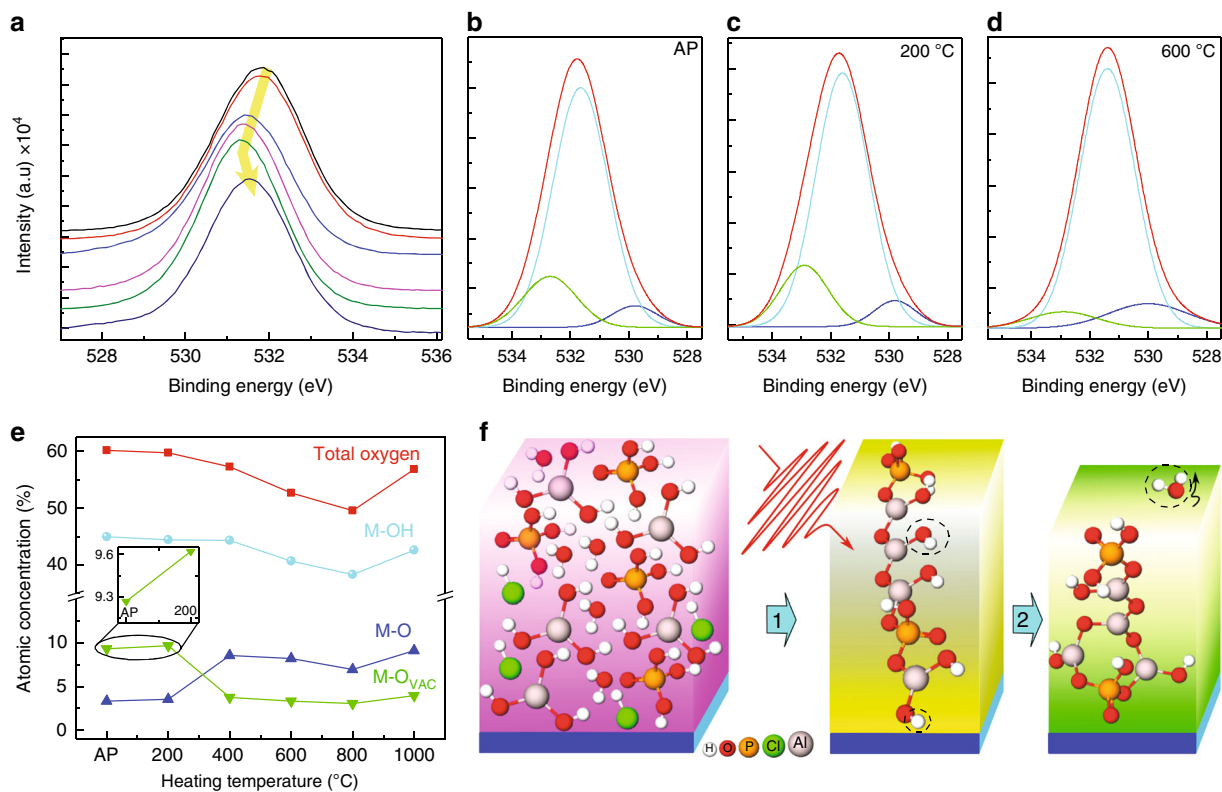 a
Intensity (a.u) ×10⁴
528 530 532 534 536
Binding energy (eV)
b
AP
534 532 530 528
Binding energy (eV)
c
200 °C
534 532 530 528
Binding energy (eV)
d
600 °C
534 532 530 528
Binding energy (eV)
e
Atomic concentration (%)
60
50
40
10
5
0
Total oxygen
M-OH
9.6
9.3
AP 200
M-O
M-O_VAC
AP 200 400 600 800 1000
Heating temperature (°C)
f
1
2
H O P Cl Al